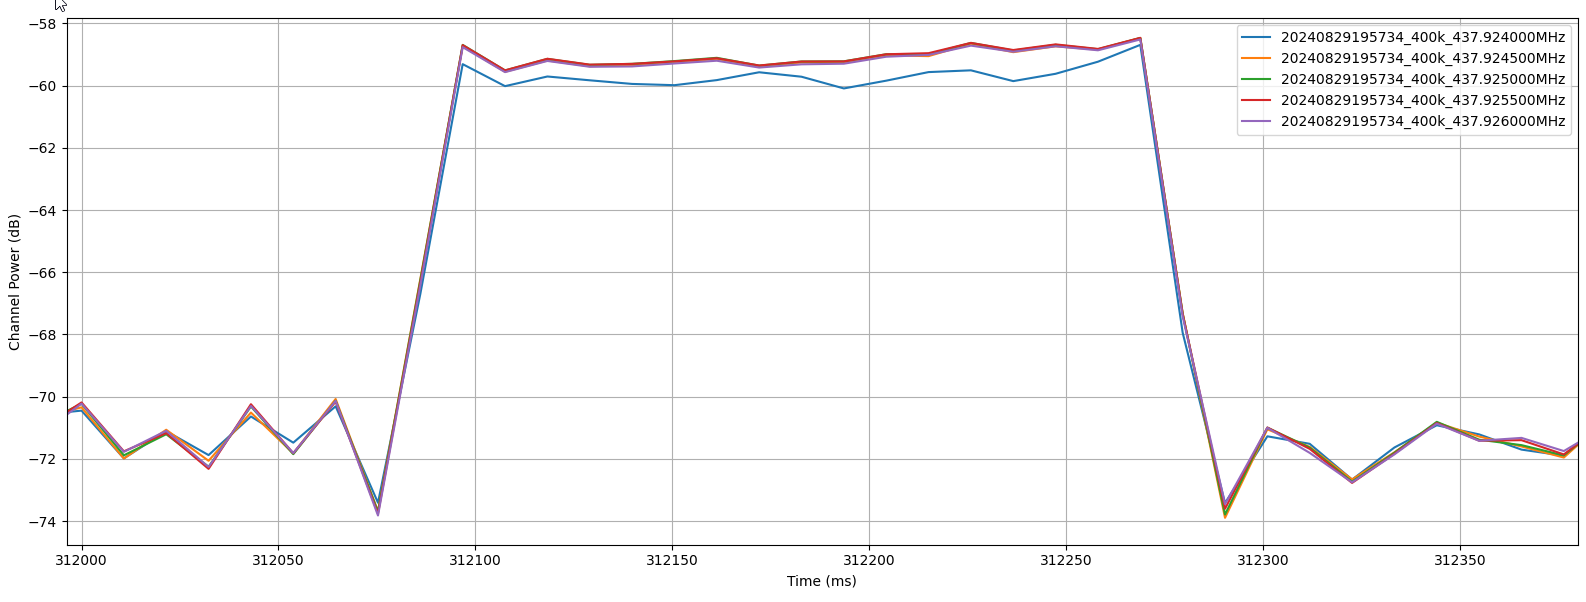 −58
−60
−62
−64
−66
−68
−70
−72
−74
Channel Power (dB)
20240829195734_400k_437.924000MHz
20240829195734_400k_437.924500MHz
20240829195734_400k_437.925000MHz
20240829195734_400k_437.925500MHz
20240829195734_400k_437.926000MHz
312000 312050 312100 312150 312200 312250 312300 312350
Time (ms)